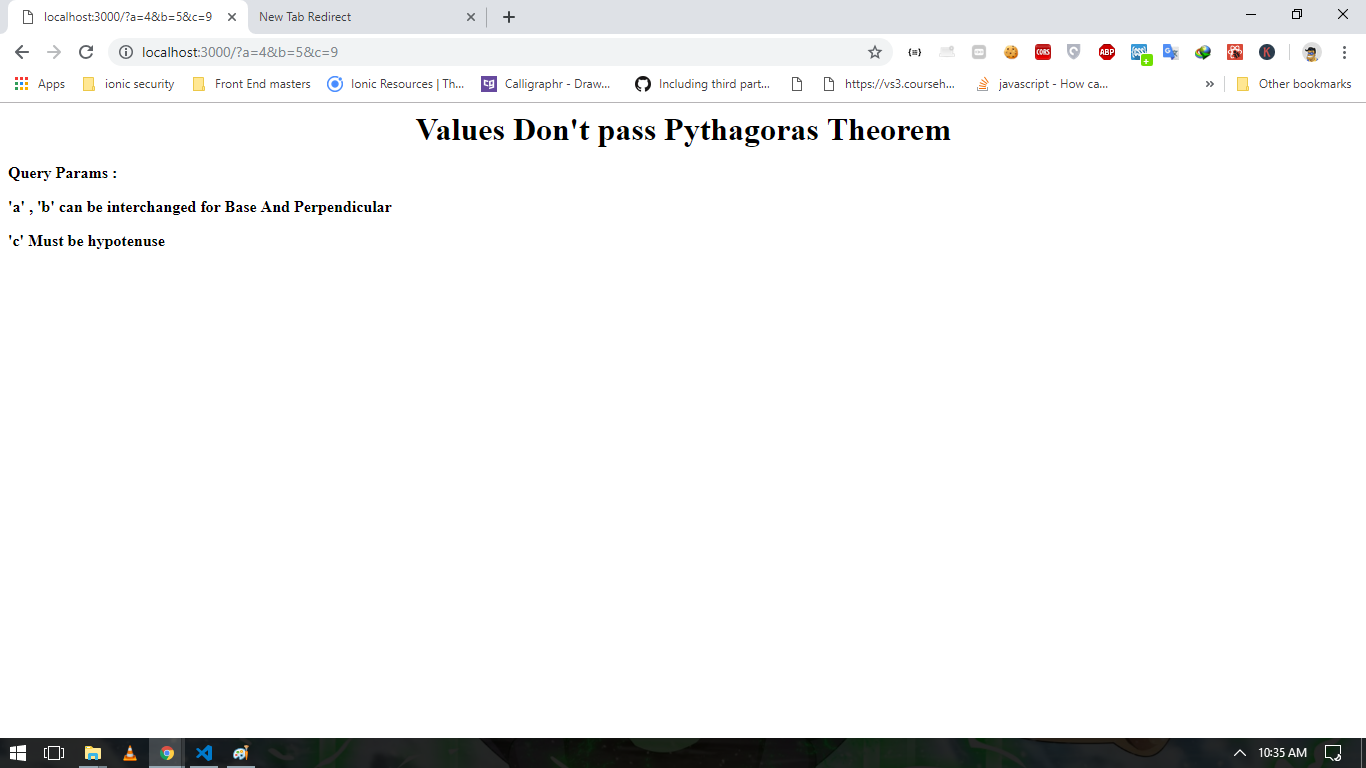 localhost:3000/?a=4&b=5&c=9
New Tab Redirect
localhost:3000/?a=4&b=5&c=9
CORS
ABP
K
Apps
ionic security
Front End masters
Ionic Resources | Th...
cg
Calligraphr - Draw...
Including third part...
https://vs3.courseh...
javascript - How ca...
Other bookmarks
Values Don't pass Pythagoras Theorem
Query Params :
'a' , 'b' can be interchanged for Base And Perpendicular
'c' Must be hypotenuse
10:35 AM